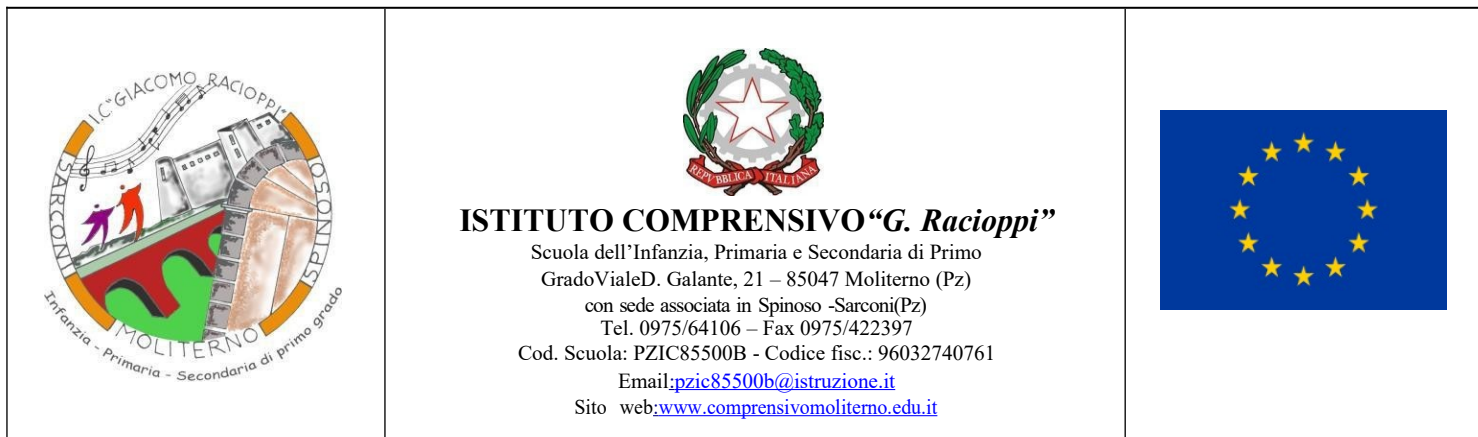 I.C. "GIACOMO RACIOPPI"
SARCONI
SPINOSO
MOLITERNO
Infanzia - Primaria - Secondaria di primo grado
REPVBBLICA ITALIANA
ISTITUTO COMPRENSIVO“G. Racioppi”
Scuola dell’Infanzia, Primaria e Secondaria di Primo
GradoVialeD. Galante, 21 – 85047 Moliterno (Pz)
con sede associata in Spinoso -Sarconi(Pz)
Tel. 0975/64106 – Fax 0975/422397
Cod. Scuola: PZIC85500B - Codice fisc.: 96032740761
Email:pzic85500b@istruzione.it
Sito web:www.comprensivomoliterno.edu.it